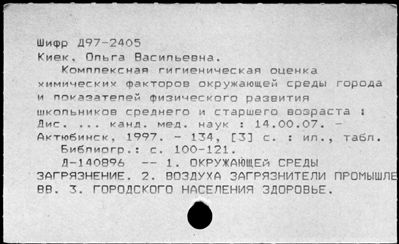 Шифр Д97-2405
Киек, Ольга Васильевна.
Комплексная гигиеническая оценка
химических факторов окружающей среды города
и показателей физического развития
школьников среднего и старшего возраста :
Дис. ... канд. мед. наук : 14.00.07. -
Актюбинск, 1997. - 134, [3] с. : ил., табл.
Библиогр.: с. 100-121.
Д-140896 -- 1. ОКРУЖАЮЩЕЙ СРЕДЫ
ЗАГРЯЗНЕНИЕ. 2. ВОЗДУХА ЗАГРЯЗНИТЕЛИ ПРОМЫШЛЕ
ВВ. 3. ГОРОДСКОГО НАСЕЛЕНИЯ ЗДОРОВЬЕ.